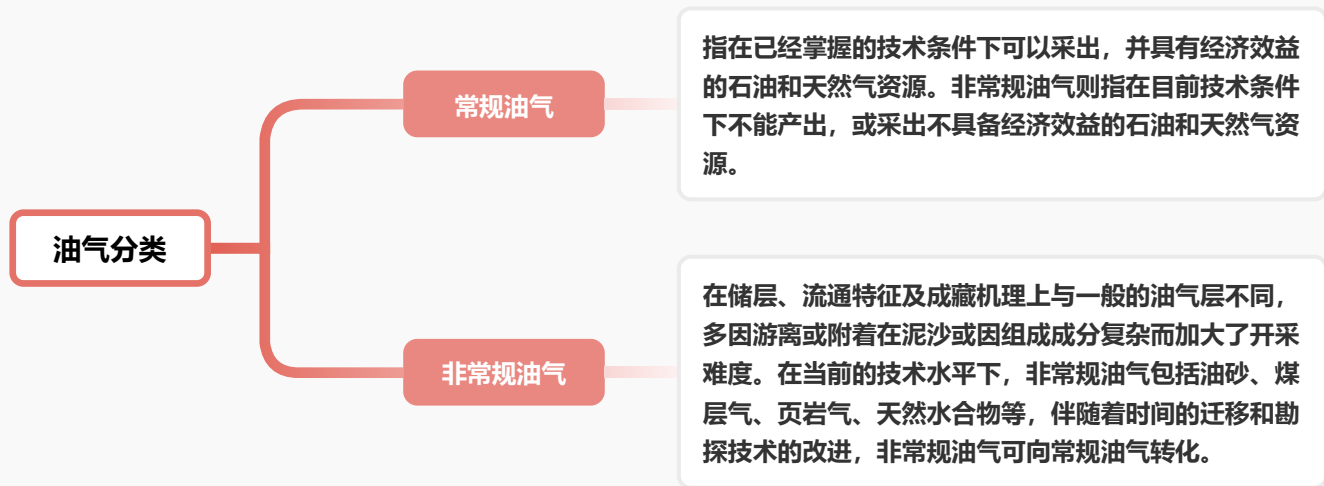 油气分类
常规油气
指在已经掌握的技术条件下可以采出，并具有经济效益
的石油和天然气资源。非常规油气则指在目前技术条件
下不能产出，或采出不具备经济效益的石油和天然气资
源。
非常规油气
在储层、流通特征及成藏机理上与一般的油气层不同，
多因游离或附着在泥沙或因组成成分复杂而加大了开采
难度。在当前的技术水平下，非常规油气包括油砂、煤
层气、页岩气、天然水合物等，伴随着时间的迁移和勘
探技术的改进，非常规油气可向常规油气转化。